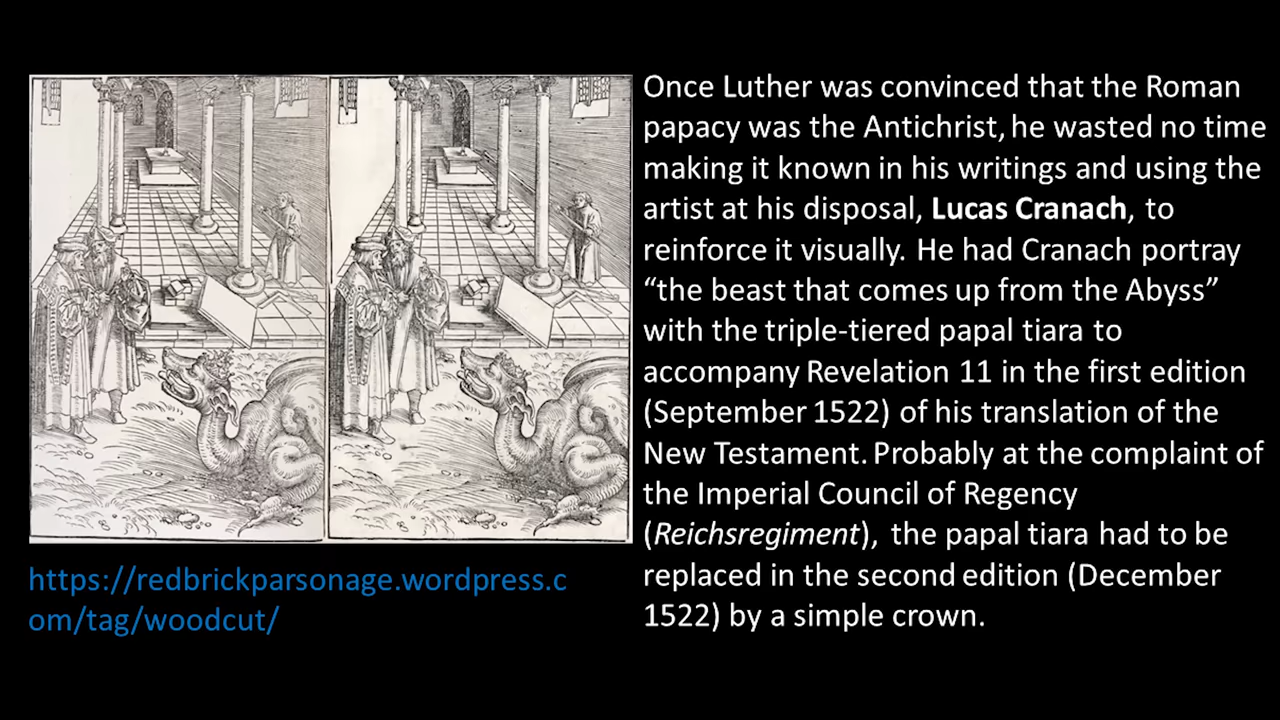 Once Luther was convinced that the Roman
papacy was the Antichrist, he wasted no time
making it known in his writings and using the
artist at his disposal, Lucas Cranach, to
reinforce it visually. He had Cranach portray
“the beast that comes up from the Abyss”
with the triple-tiered papal tiara to
accompany Revelation 11 in the first edition
(September 1522) of his translation of the
New Testament. Probably at the complaint of
the Imperial Council of Regency
(Reichsregiment), the papal tiara had to be
replaced in the second edition (December
1522) by a simple crown.
https://redbrickparsonage.wordpress.c
om/tag/woodcut/